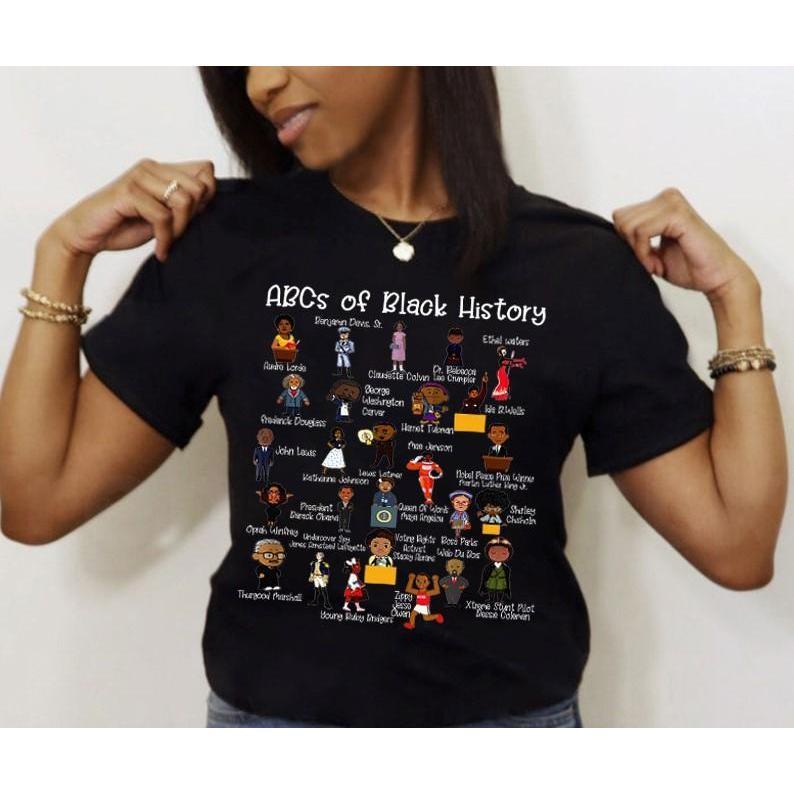 ABCs of Black History
Benjamin Davis, Sr.
Ethel Waters
Audre Lorde
Claudette Colvin
Dr. Rebecca
Lee Crumpler
George
Washington
Carver
Ida B.Wells
Frederick Douglass
Harriet Tubman
John Lewis
Mae Jemison
Katherine Johnson
Lewis Latimer
Nobel Peace Prize Winner
Martin Luther King Jr.
President
Barack Obama
Queen Of Words
Maya Angelou
Shirley
Chisholm
Oprah Winfrey
Undercover Spy
James Armstead Lafayette
Voting Rights
Activist
Stacey Abrams
Rosa Parks
Web Du Bois
Thurgood Marshall
Young Ruby Bridges
Zippy
Jesse
Owen
Xtreme Stunt Pilot
Bessie Coleman